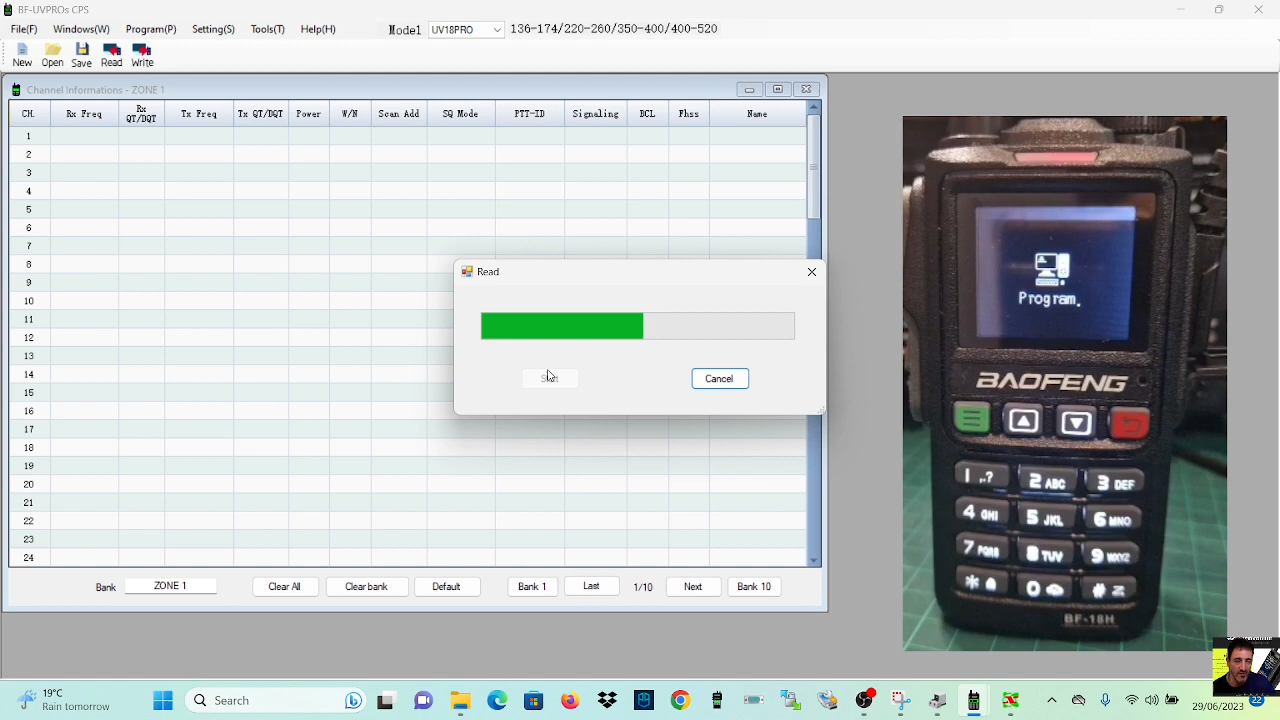 BF-UVPROs CPS
File(F) Windows(W) Program(P) Setting(S) Tools(T) Help(H) Model UV18PRO 136-174/220-260/350-400/400-520
New Open Save Read Write
Channel Informations - ZONE 1
CH. Rx Freq Rx QT/DQT Tx Freq Tx QT/DQT Power W/N Scan Add SQ Mode PTT-ID Signaling BCL Fhss Name
1
2
3
4
5
6
7
8
9
10
11
12
13
14
15
16
17
18
19
20
21
22
23
24
Read
Cancel
Bank ZONE 1 Clear All Clear bank Default Bank 1 Last 1/10 Next Bank 10
Program.
BAOFENG
1 ,.? 2 ABC 3 DEF
4 GHI 5 JKL 6 MNO
7 PQRS 8 TUV 9 WXYZ
* 0 #
BF-18H
19°C
Rain tomorrow
Search
29/06/2023
22